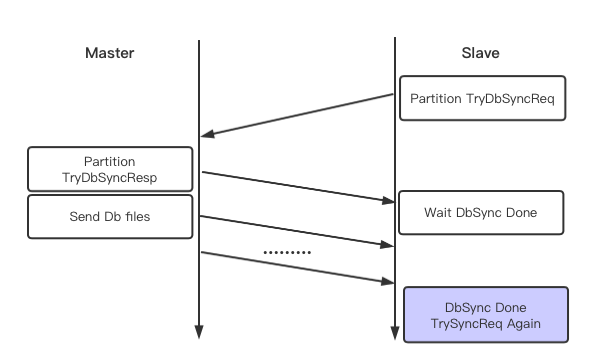 Master
Slave
Partition TryDbSyncReq
Partition
TryDbSyncResp
Send Db files
Wait DbSync Done
.........
DbSync Done
TrySyncReq Again